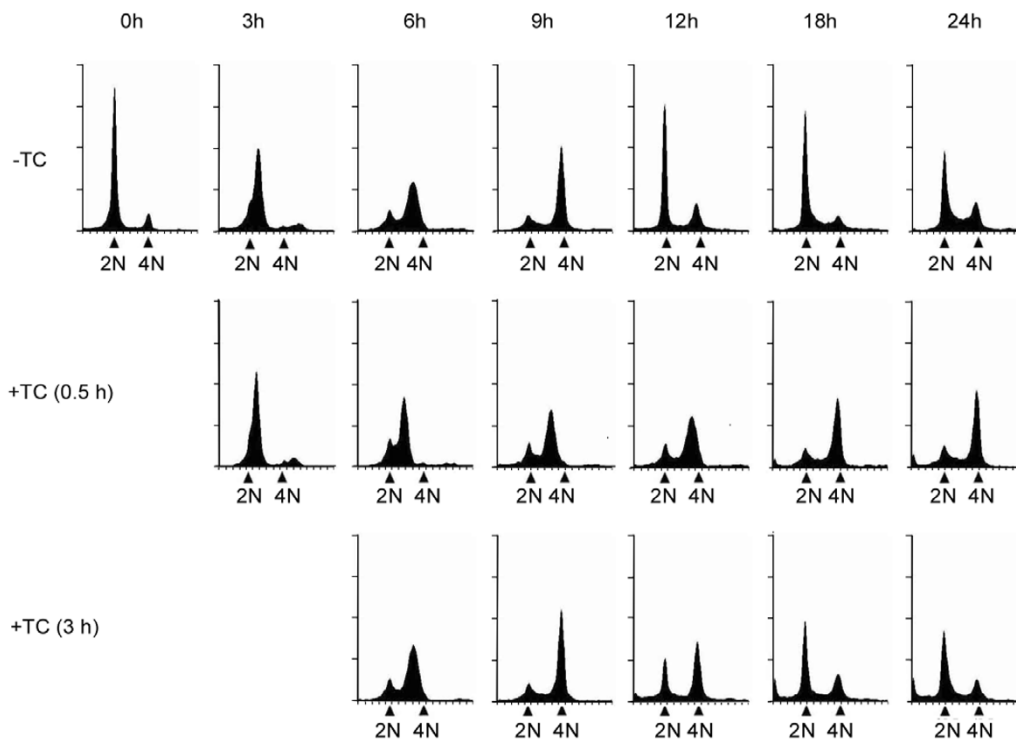 0h 3h 6h 9h 12h 18h 24h
-TC
2N 4N 2N 4N 2N 4N 2N 4N 2N 4N 2N 4N 2N 4N
+TC (0.5 h)
2N 4N 2N 4N 2N 4N 2N 4N 2N 4N 2N 4N
+TC (3 h)
2N 4N 2N 4N 2N 4N 2N 4N 2N 4N